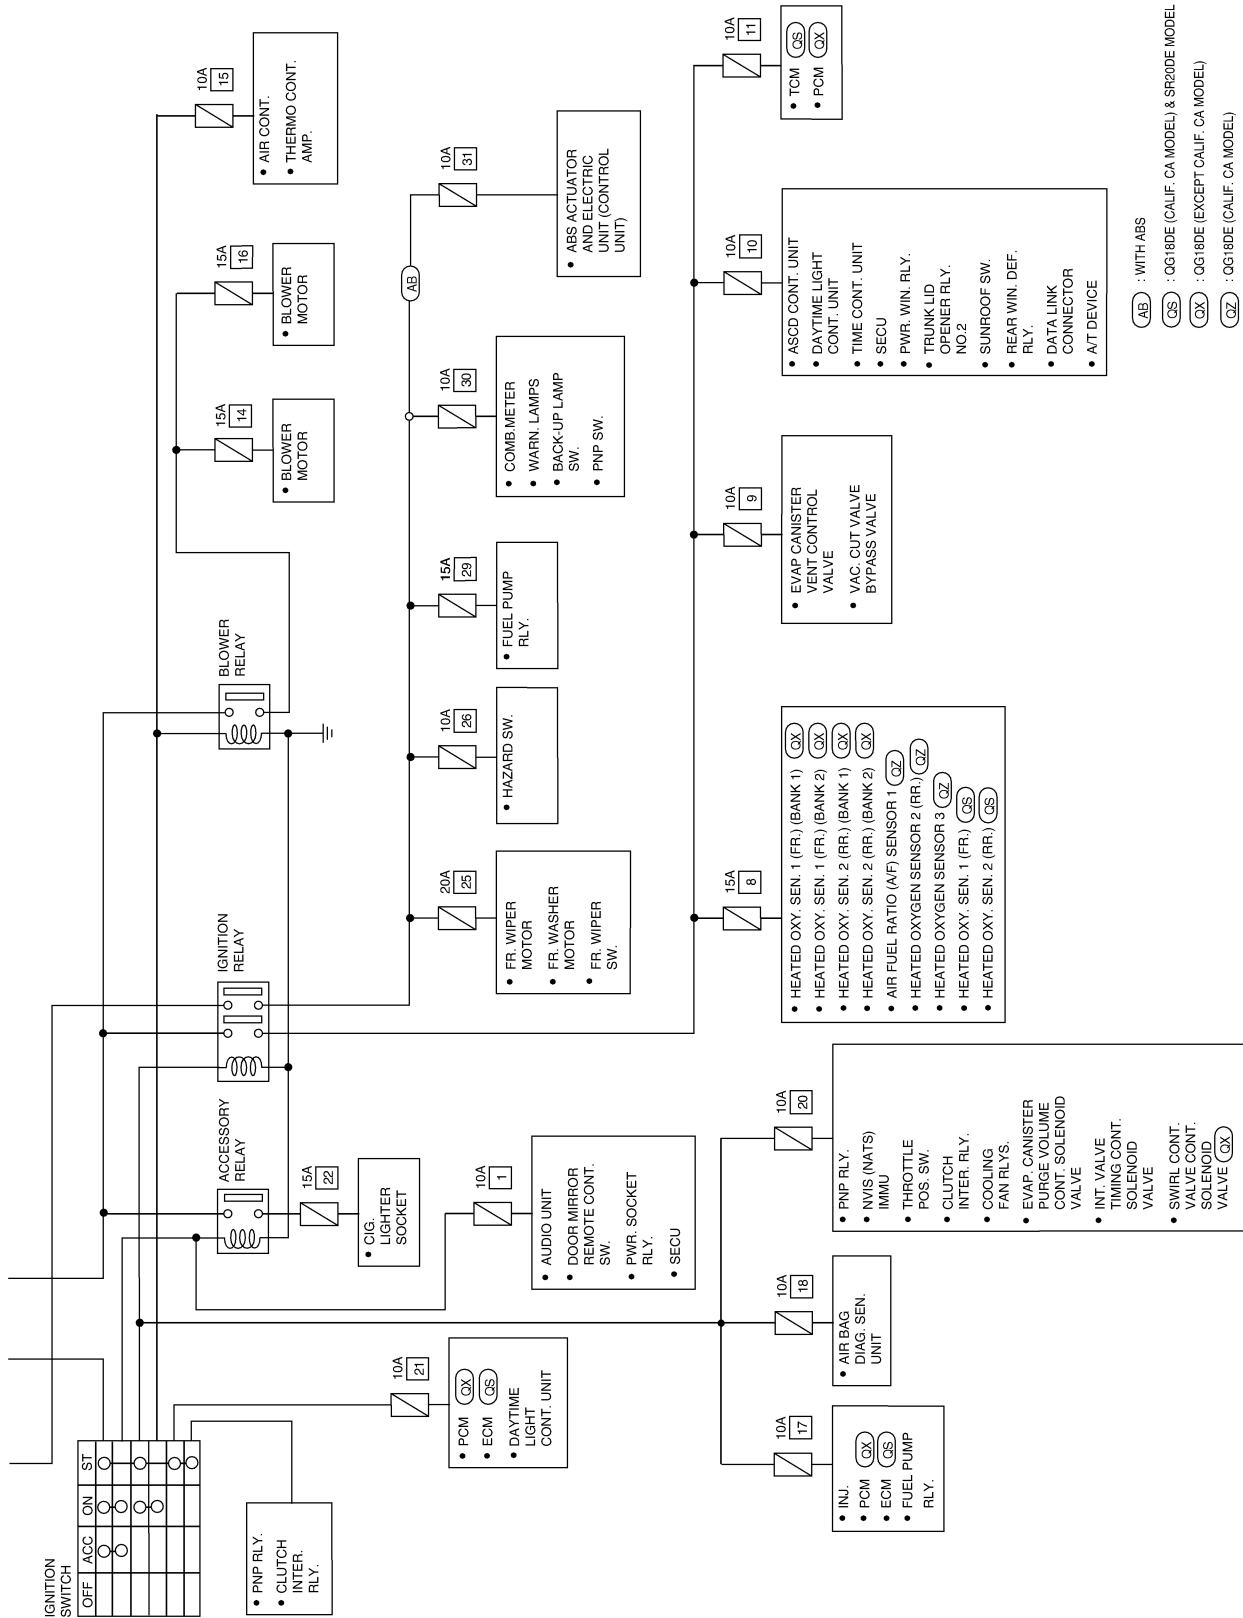 IGNITION
SWITCH
OFF
ACC
ON
ST
• PNP RLY.
• CLUTCH
INTER.
RLY.
ACCESSORY
RELAY
IGNITION
RELAY
BLOWER
RELAY
15A
14
• BLOWER
MOTOR
15A
16
• BLOWER
MOTOR
10A
15
• AIR CONT.
• THERMO CONT.
AMP.
10A
21
• PCM QX
• ECM QS
• DAYTIME
LIGHT
CONT. UNIT
15A
22
• CIG.
LIGHTER
SOCKET
10A
1
• AUDIO UNIT
• DOOR MIRROR
REMOTE CONT.
SW.
• PWR. SOCKET
RLY.
• SECU
20A
25
• FR. WIPER
MOTOR
• FR. WASHER
MOTOR
• FR. WIPER
SW.
10A
26
• HAZARD SW.
15A
29
• FUEL PUMP
RLY.
10A
30
• COMB.METER
• WARN. LAMPS
• BACK-UP LAMP
SW.
• PNP SW.
AB
10A
31
• ABS ACTUATOR
AND ELECTRIC
UNIT (CONTROL
UNIT)
10A
17
• INJ.
• PCM QX
• ECM QS
• FUEL PUMP
RLY.
10A
18
• AIR BAG
DIAG. SEN.
UNIT
10A
20
• PNP RLY.
• NVIS (NATS)
IMMU
• THROTTLE
POS. SW.
• CLUTCH
INTER. RLY.
• COOLING
FAN RLYS.
• EVAP. CANISTER
PURGE VOLUME
CONT. SOLENOID
VALVE
• INT. VALVE
TIMING CONT.
SOLENOID
VALVE
• SWIRL CONT.
VALVE CONT.
SOLENOID
VALVE QX
15A
8
• HEATED OXY. SEN. 1 (FR.) (BANK 1) QX
• HEATED OXY. SEN. 1 (FR.) (BANK 2) QX
• HEATED OXY. SEN. 2 (RR.) (BANK 1) QX
• HEATED OXY. SEN. 2 (RR.) (BANK 2) QX
• AIR FUEL RATIO (A/F) SENSOR 1 QZ
• HEATED OXYGEN SENSOR 2 (RR.) QZ
• HEATED OXYGEN SENSOR 3 QZ
• HEATED OXY. SEN. 1 (FR.) QS
• HEATED OXY. SEN. 2 (RR.) QS
10A
9
• EVAP CANISTER
VENT CONTROL
VALVE
• VAC. CUT VALVE
BYPASS VALVE
10A
10
• ASCD CONT. UNIT
• DAYTIME LIGHT
CONT. UNIT
• TIME CONT. UNIT
• SECU
• PWR. WIN. RLY.
• TRUNK LID
OPENER RLY.
NO.2
• SUNROOF SW.
• REAR WIN. DEF.
RLY.
• DATA LINK
CONNECTOR
• A/T DEVICE
10A
11
• TCM QS
• PCM QX
AB : WITH ABS
QS : QG18DE (CALIF. CA MODEL) & SR20DE MODEL
QX : QG18DE (EXCEPT CALIF. CA MODEL)
QZ : QG18DE (CALIF. CA MODEL)